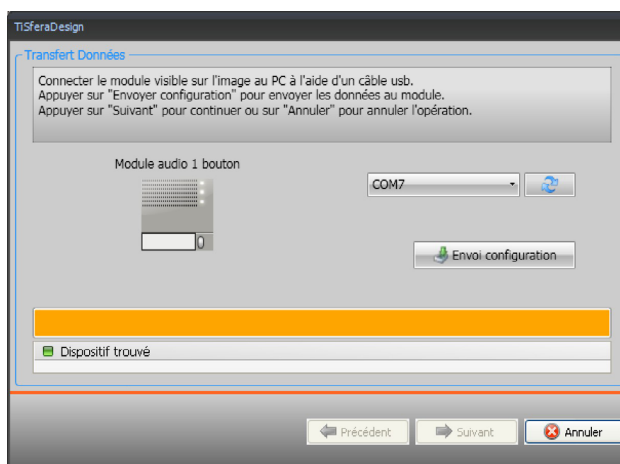 TiSferaDesign
Transfert Données
Connecter le module visible sur l'image au PC à l'aide d'un câble usb.
Appuyer sur "Envoyer configuration" pour envoyer les données au module.
Appuyer sur "Suivant" pour continuer ou sur "Annuler" pour annuler l'opération.
Module audio 1 bouton
COM7
Envoi configuration
Dispositif trouvé
Précédent
Suivant
Annuler